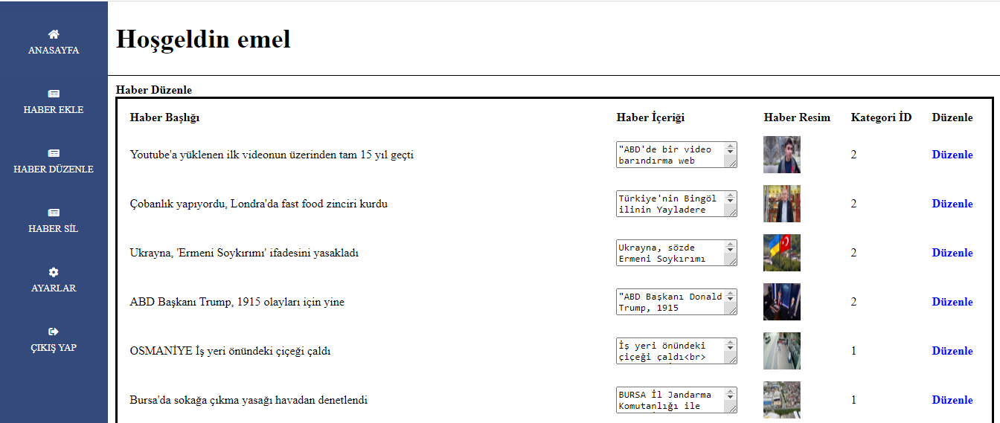 Hoşgeldin emel
ANASAYFA
HABER EKLE
HABER DÜZENLE
HABER SİL
AYARLAR
ÇIKIŞ YAP
Haber Düzenle
Haber Başlığı Haber İçeriği Haber Resim Kategori İD Düzenle
Youtube'a yüklenen ilk videonun üzerinden tam 15 yıl geçti "ABD'de bir video 2 Düzenle
barındırma web
Çobanlık yapıyordu, Londra'da fast food zinciri kurdu Türkiye'nin Bingöl 2 Düzenle
ilinin Yayladere
Ukrayna, 'Ermeni Soykırımı' ifadesini yasakladı Ukrayna, sözde 2 Düzenle
Ermeni Soykırımı
ABD Başkanı Trump, 1915 olayları için yine "ABD Başkanı Donald 2 Düzenle
Trump, 1915
OSMANİYE İş yeri önündeki çiçeği çaldı İş yeri önündeki 1 Düzenle
çiçeği çaldı<br>
Bursa'da sokağa çıkma yasağı havadan denetlendi BURSA İl Jandarma 1 Düzenle
Komutanlığı ile